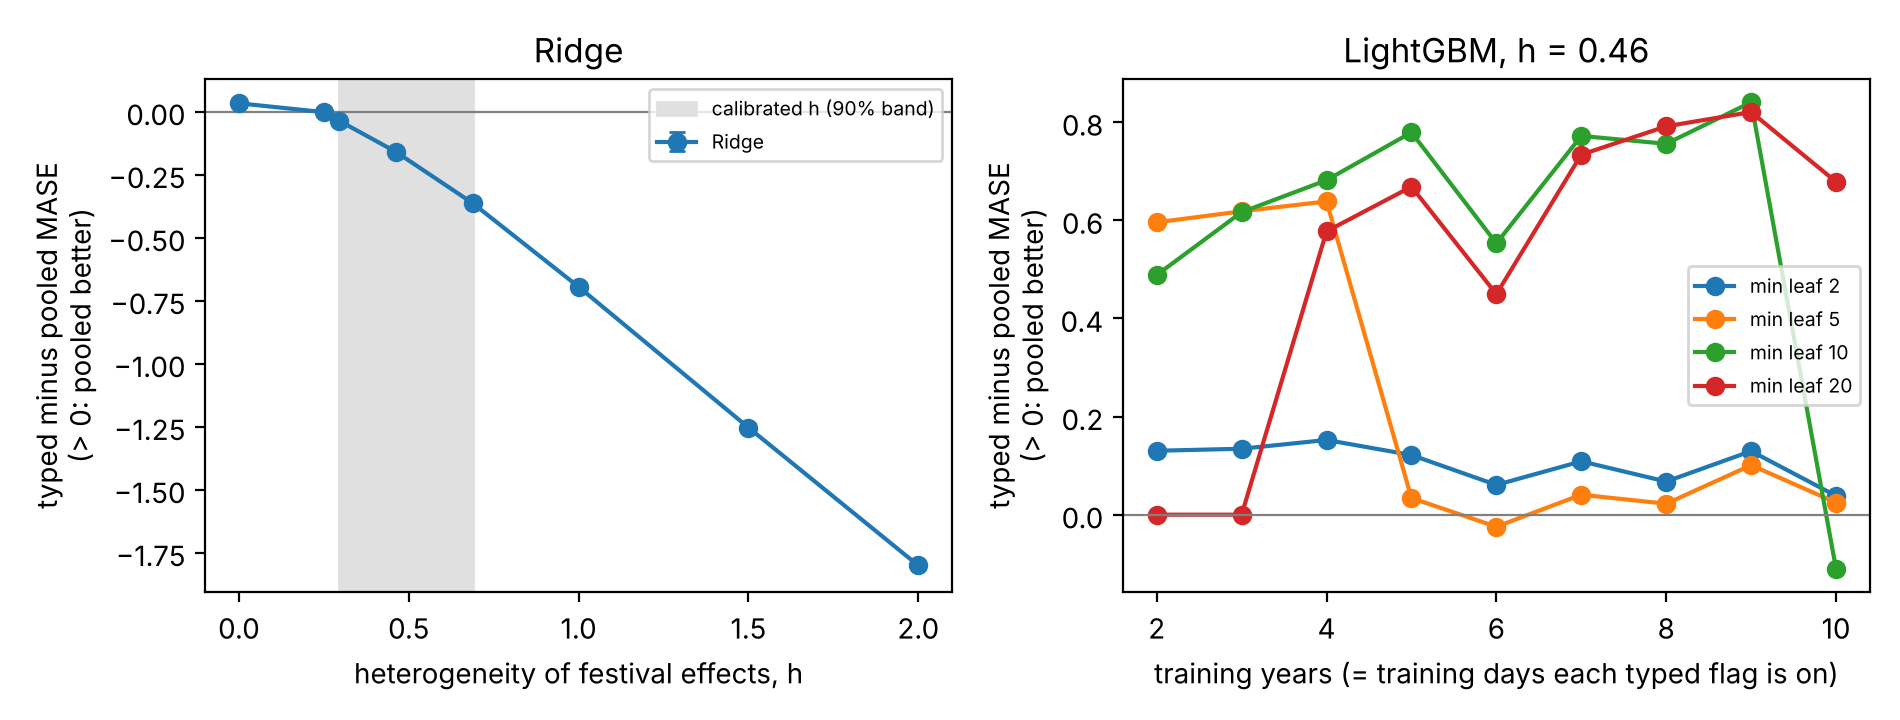 Ridge
typed minus pooled MASE
(> 0: pooled better)
0.00
−0.25
−0.50
−0.75
−1.00
−1.25
−1.50
−1.75
calibrated h (90% band)
Ridge
0.0 0.5 1.0 1.5 2.0
heterogeneity of festival effects, h
LightGBM, h = 0.46
typed minus pooled MASE
(> 0: pooled better)
0.8
0.6
0.4
0.2
0.0
min leaf 2
min leaf 5
min leaf 10
min leaf 20
2 4 6 8 10
training years (= training days each typed flag is on)